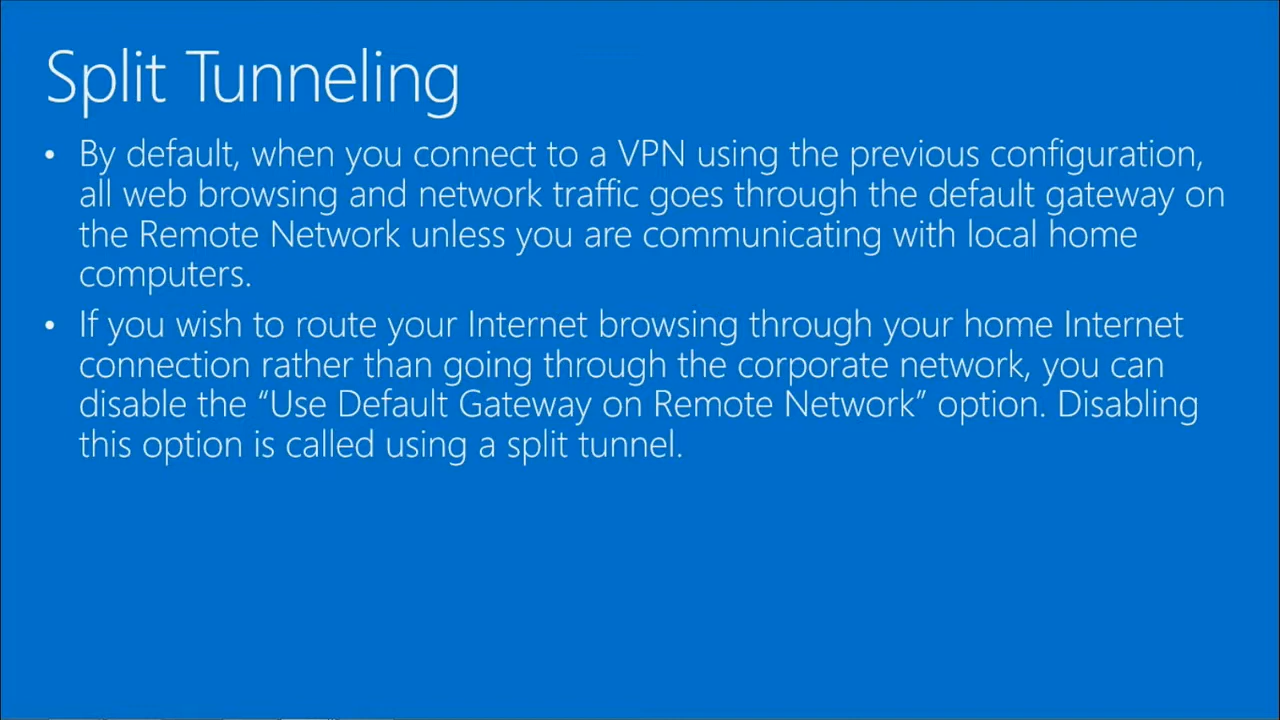 Split Tunneling
• By default, when you connect to a VPN using the previous configuration,
all web browsing and network traffic goes through the default gateway on
the Remote Network unless you are communicating with local home
computers.
• If you wish to route your Internet browsing through your home Internet
connection rather than going through the corporate network, you can
disable the “Use Default Gateway on Remote Network” option. Disabling
this option is called using a split tunnel.